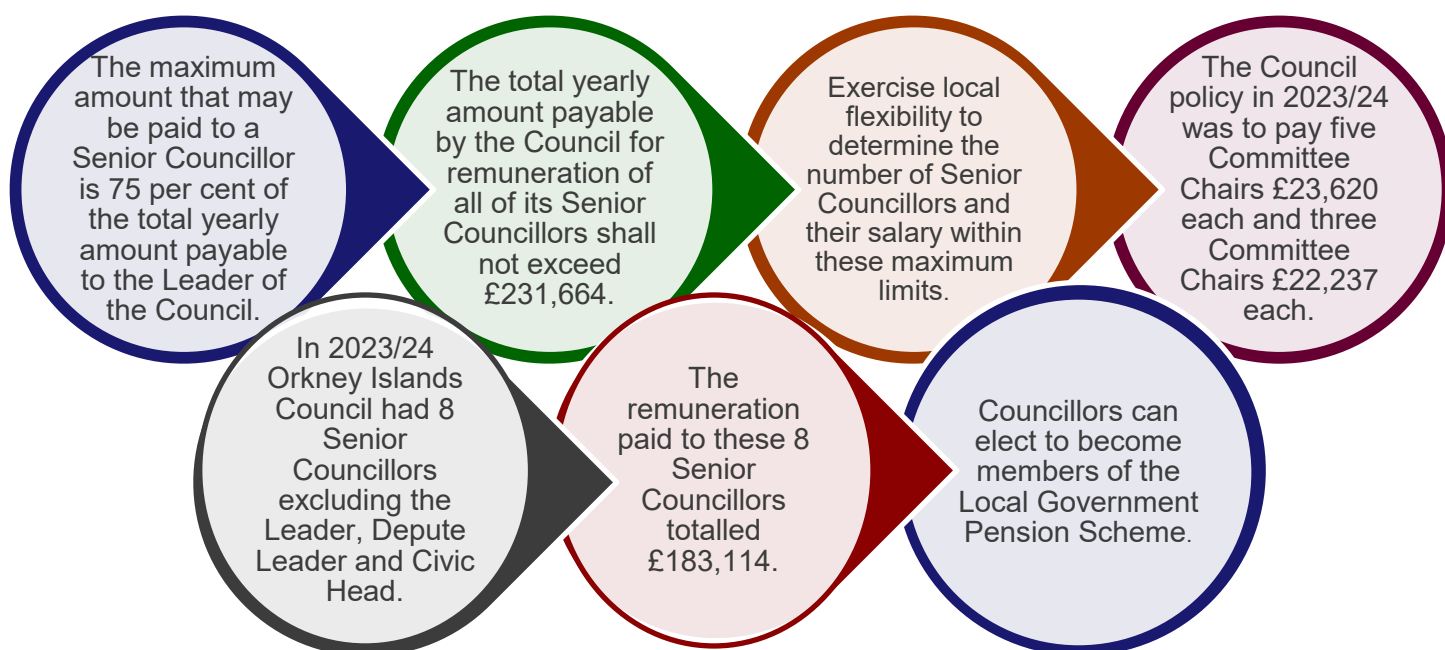 The maximum
amount that may
be paid to a
Senior Councillor
is 75 per cent of
the total yearly
amount payable
to the Leader of
the Council.
The total yearly
amount payable
by the Council for
remuneration of
all of its Senior
Councillors shall
not exceed
£231,664.
Exercise local
flexibility to
determine the
number of Senior
Councillors and
their salary within
these maximum
limits.
The Council
policy in 2023/24
was to pay five
Committee
Chairs £23,620
each and three
Committee
Chairs £22,237
each.
In 2023/24
Orkney Islands
Council had 8
Senior
Councillors
excluding the
Leader, Depute
Leader and Civic
Head.
The
remuneration
paid to these 8
Senior
Councillors
totalled
£183,114.
Councillors can
elect to become
members of the
Local Government
Pension Scheme.